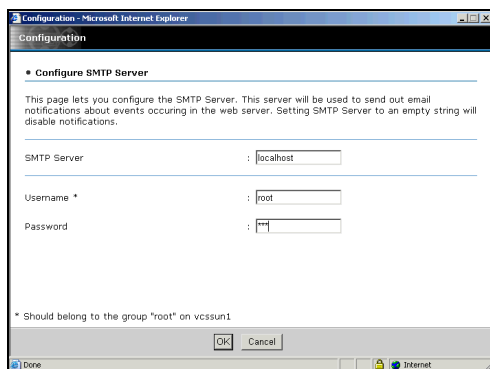 Configuration - Microsoft Internet Explorer
Configuration
• Configure SMTP Server
This page lets you configure the SMTP Server. This server will be used to send out email
notifications about events occuring in the web server. Setting SMTP Server to an empty string will
disable notifications.
SMTP Server : localhost
Username * : root
Password : ***
* Should belong to the group "root" on vcssun1
OK Cancel
Done Internet